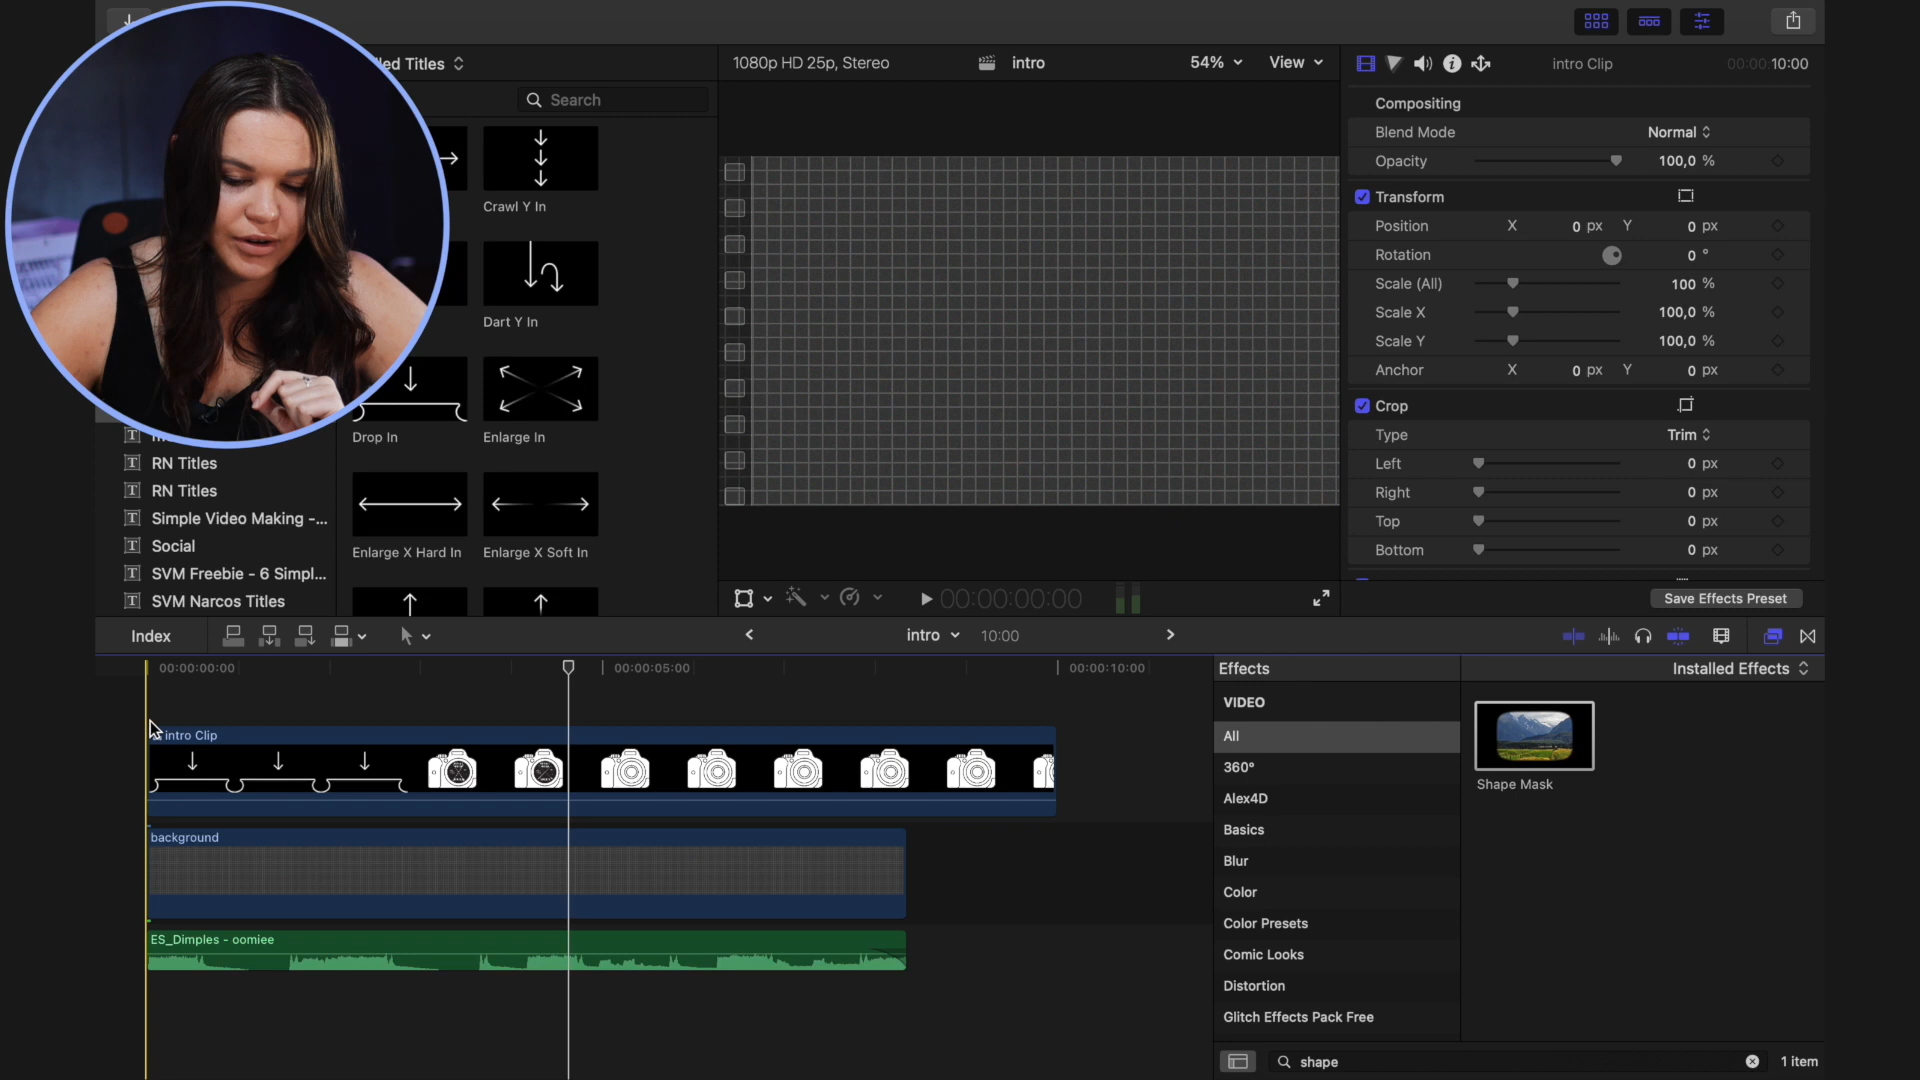 led Titles
1080p HD 25p, Stereo
intro
54%
View
intro Clip
00:00:10:00
Search
Compositing
Blend Mode
Normal
Opacity
100,0 %
Crawl Y In
Transform
Position
X
0 px
Y
0 px
Rotation
0 °
Scale (All)
100 %
Scale X
100,0 %
Dart Y In
Scale Y
100,0 %
Anchor
X
0 px
Y
0 px
Crop
Type
Trim
Drop In
Enlarge In
RN Titles
Left
0 px
RN Titles
Right
0 px
Simple Video Making -...
Top
0 px
Social
Enlarge X Hard In
Enlarge X Soft In
Bottom
0 px
SVM Freebie - 6 Simpl...
SVM Narcos Titles
00:00:00:00
Save Effects Preset
Index
intro
10:00
00:00:00:00
00:00:05:00
00:00:10:00
Effects
Installed Effects
VIDEO
intro Clip
All
360°
Shape Mask
Alex4D
Basics
background
Blur
Color
Color Presets
ES_Dimples - oomiee
Comic Looks
Distortion
Glitch Effects Pack Free
shape
1 item